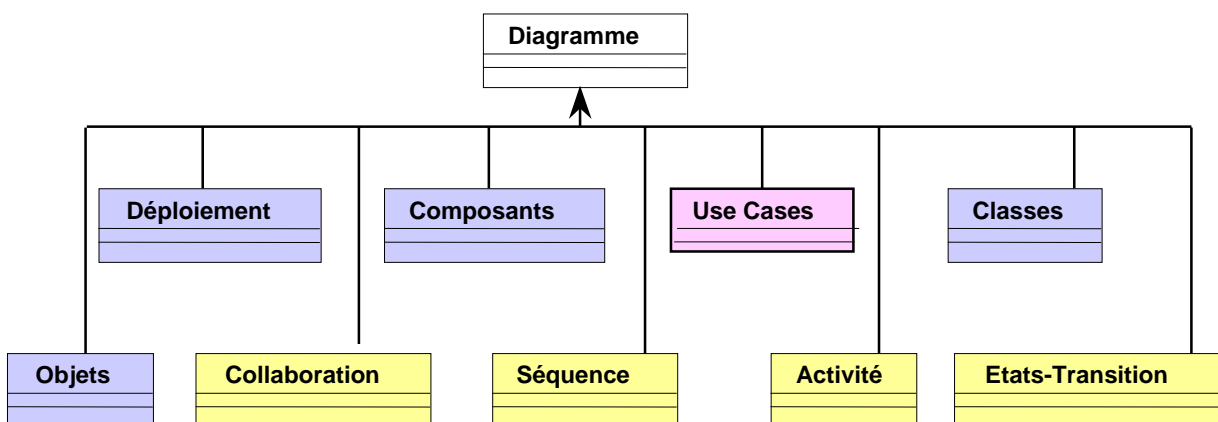 Diagramme
Déploiement
Composants
Use Cases
Classes
Objets
Collaboration
Séquence
Activité
Etats-Transition